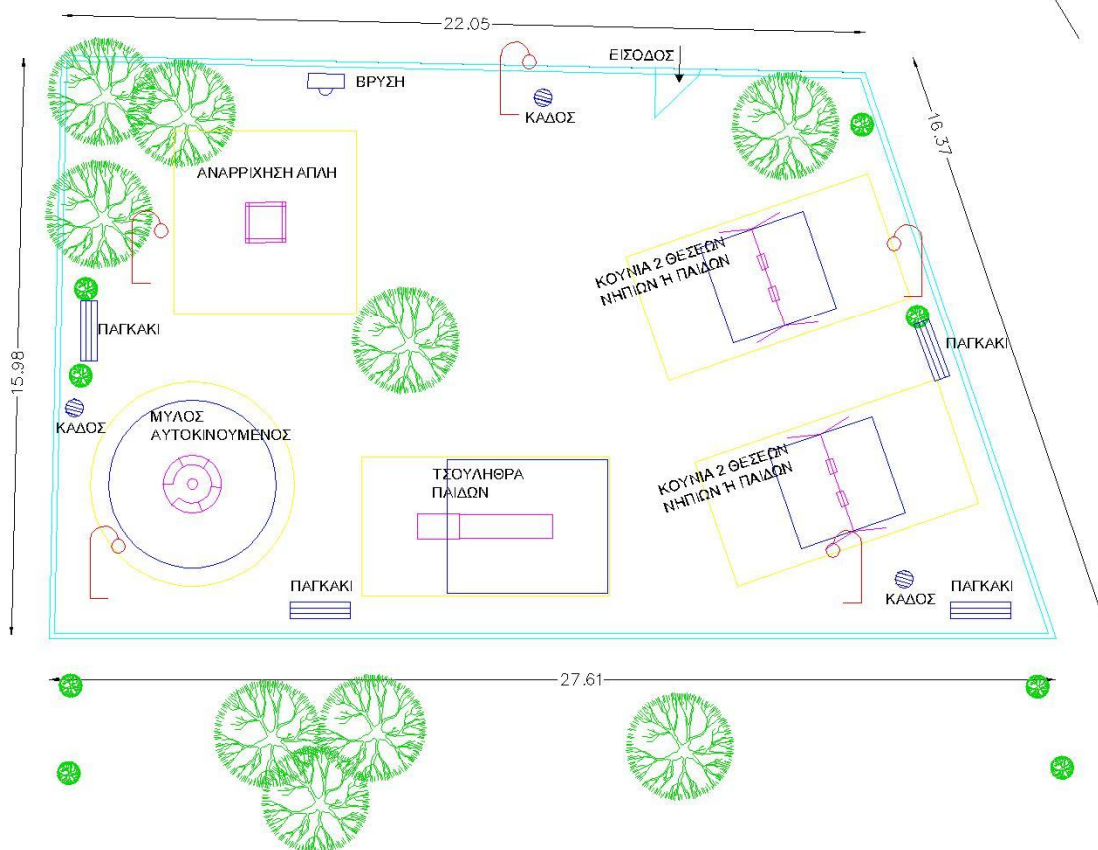 22.05
ΕΙΣΟΔΟΣ
ΒΡΥΣΗ
ΚΑΔΟΣ
16.37
ΑΝΑΡΡΙΧΗΣΗ ΑΠΛΗ
ΚΟΥΝΙΑ 2 ΘΕΣΕΩΝ
ΝΗΠΙΩΝ Ή ΠΑΙΔΩΝ
ΠΑΓΚΑΚΙ
ΠΑΓΚΑΚΙ
15.98
ΚΑΔΟΣ
ΜΥΛΟΣ
ΑΥΤΟΚΙΝΟΥΜΕΝΟΣ
ΤΣΟΥΛΗΘΡΑ
ΠΑΙΔΩΝ
ΚΟΥΝΙΑ 2 ΘΕΣΕΩΝ
ΝΗΠΙΩΝ Ή ΠΑΙΔΩΝ
ΠΑΓΚΑΚΙ
ΚΑΔΟΣ
ΠΑΓΚΑΚΙ
27.61